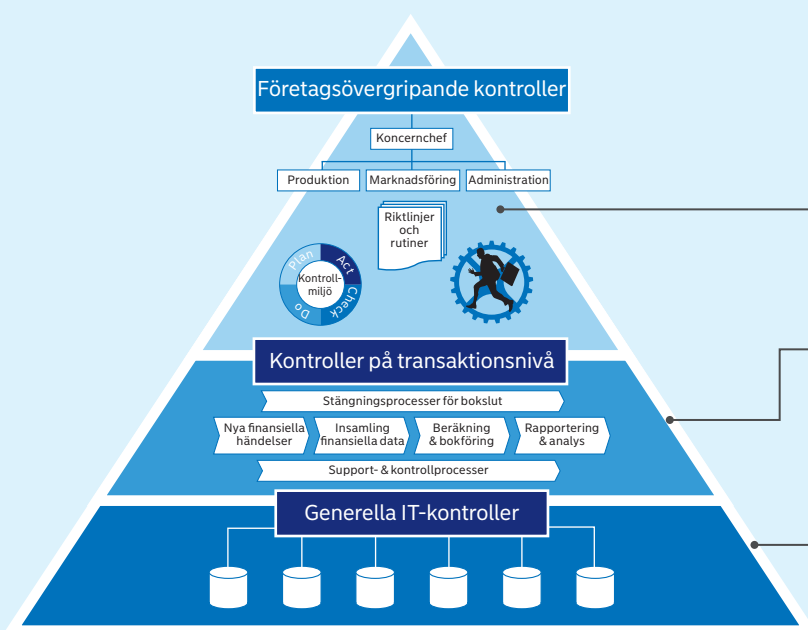 Företagsövergripande kontroller
Koncernchef
Produktion
Marknadsföring
Administration
Riktlinjer
och
rutiner
Plan
Act
Check
Do
Kontroll-
miljö
Kontroller på transaktionsnivå
Stängningsprocesser för bokslut
Nya finansiella
händelser
Insamling
finansiella data
Beräkning
& bokföring
Rapportering
& analys
Support- & kontrollprocesser
Generella IT-kontroller